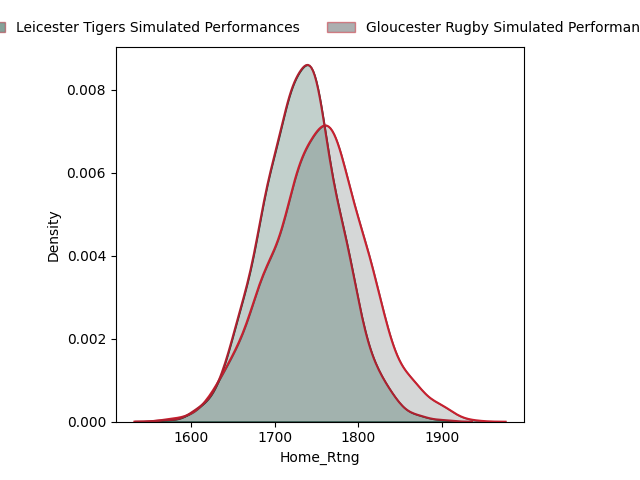 Leicester Tigers Simulated Performances
Gloucester Rugby Simulated
Density
0.008
0.006
0.004
0.002
0.000
1600 1700 1800 1900
Home_Rtng